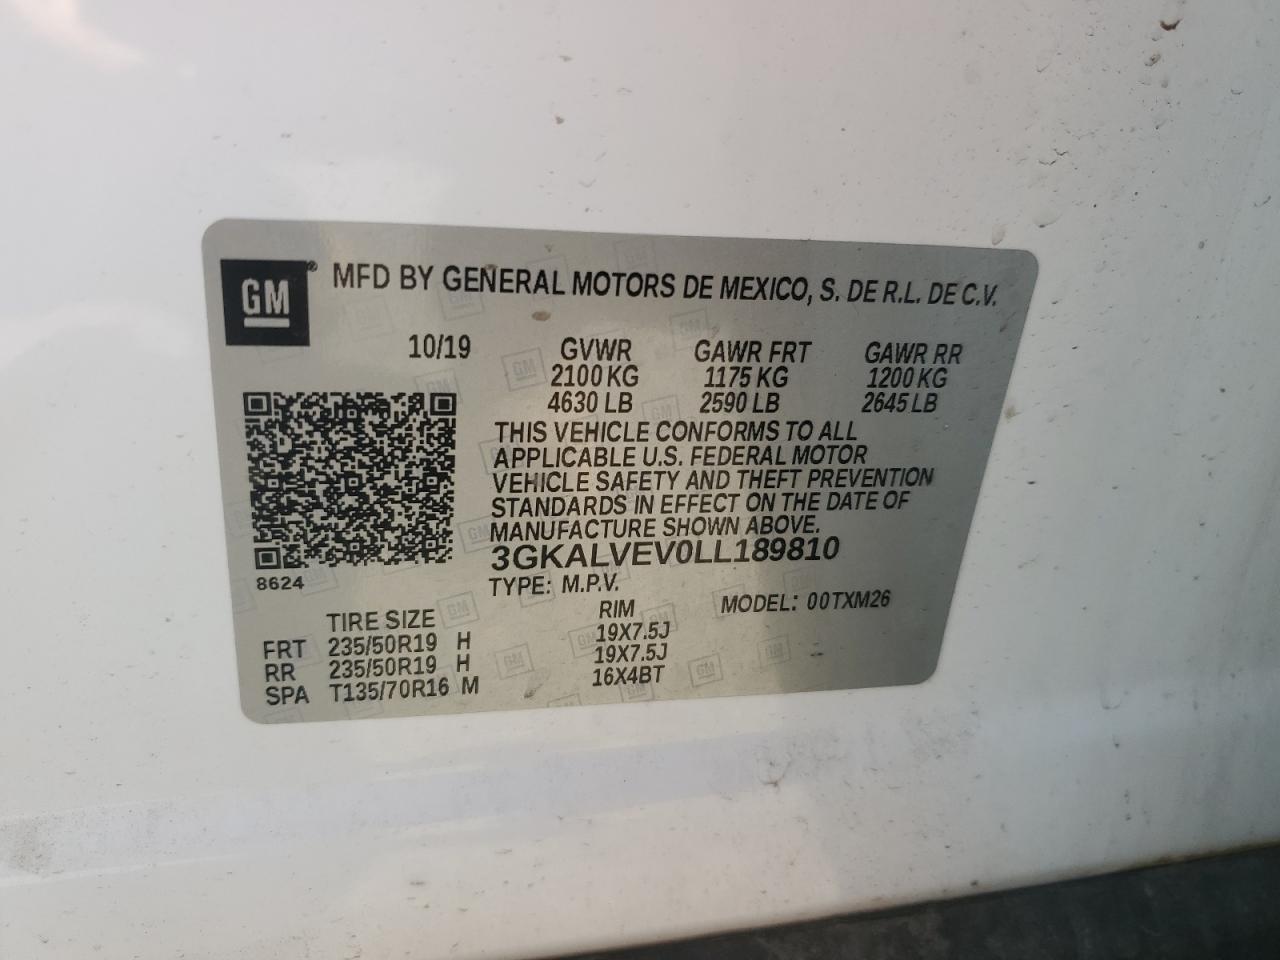 GM® MFD BY GENERAL MOTORS DE MEXICO, S. DE R.L. DE C.V.
10/19 GVWR GAWR FRT GAWR RR
2100 KG 1175 KG 1200 KG
4630 LB 2590 LB 2645 LB
THIS VEHICLE CONFORMS TO ALL
APPLICABLE U.S. FEDERAL MOTOR
VEHICLE SAFETY AND THEFT PREVENTION
STANDARDS IN EFFECT ON THE DATE OF
MANUFACTURE SHOWN ABOVE.
3GKALVEV0LL189810
8624
TYPE: M.P.V. MODEL: 00TXM26
TIRE SIZE RIM
FRT 235/50R19 H 19X7.5J
RR 235/50R19 H 19X7.5J
SPA T135/70R16 M 16X4BT